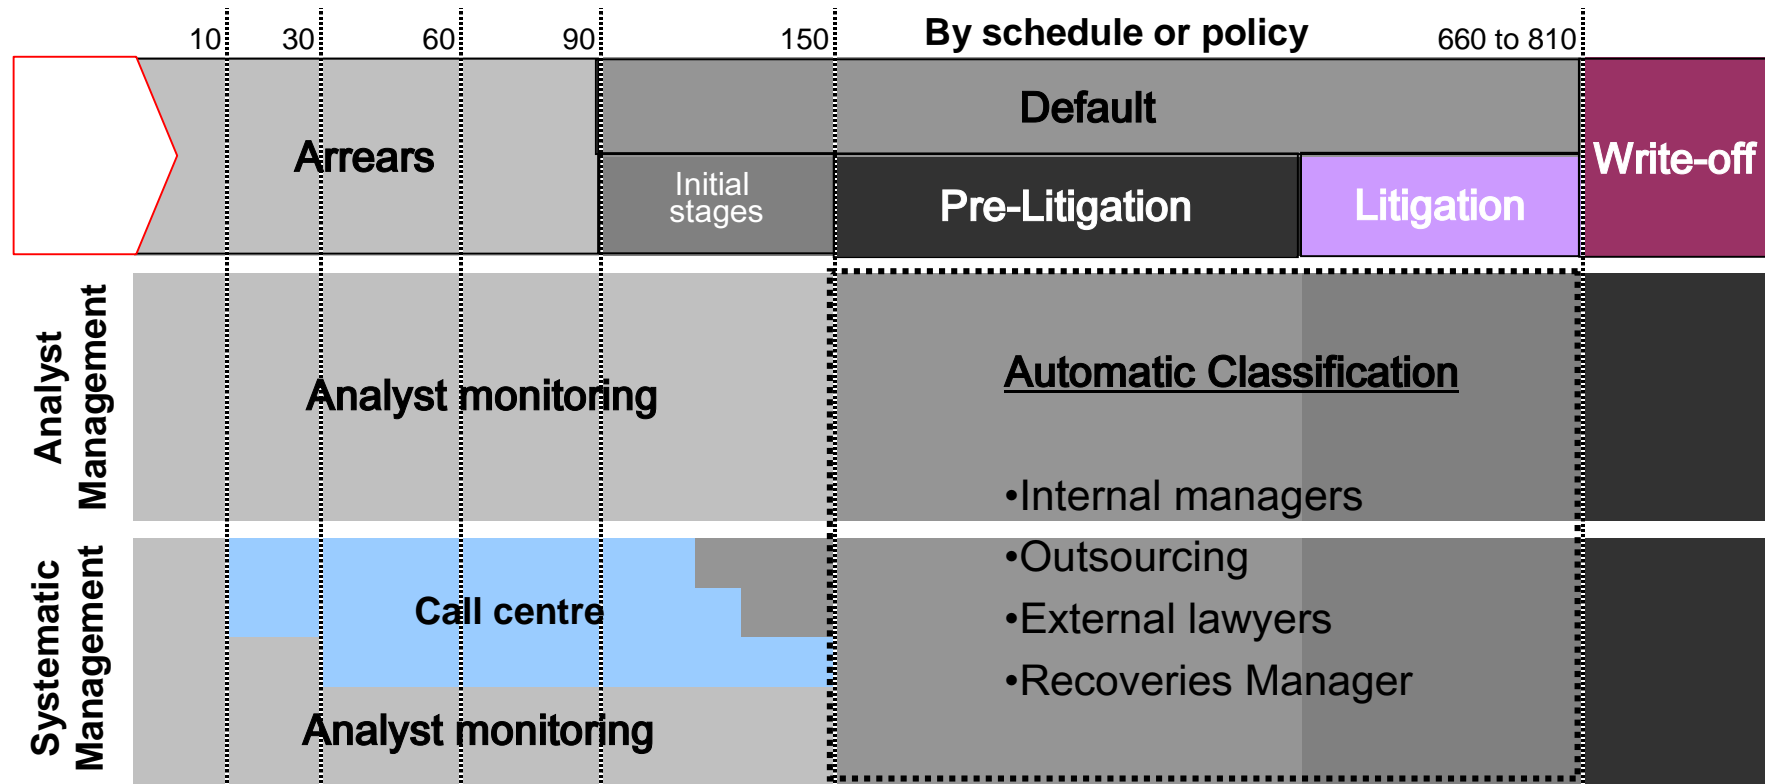 10 30 60 90 150 By schedule or policy 660 to 810
Default
Arrears
Write-off
Initial
stages
Pre-Litigation
Litigation
Analyst
Management
Analyst monitoring
Automatic Classification
•Internal managers
•Outsourcing
•External lawyers
•Recoveries Manager
Systematic
Management
Call centre
Analyst monitoring